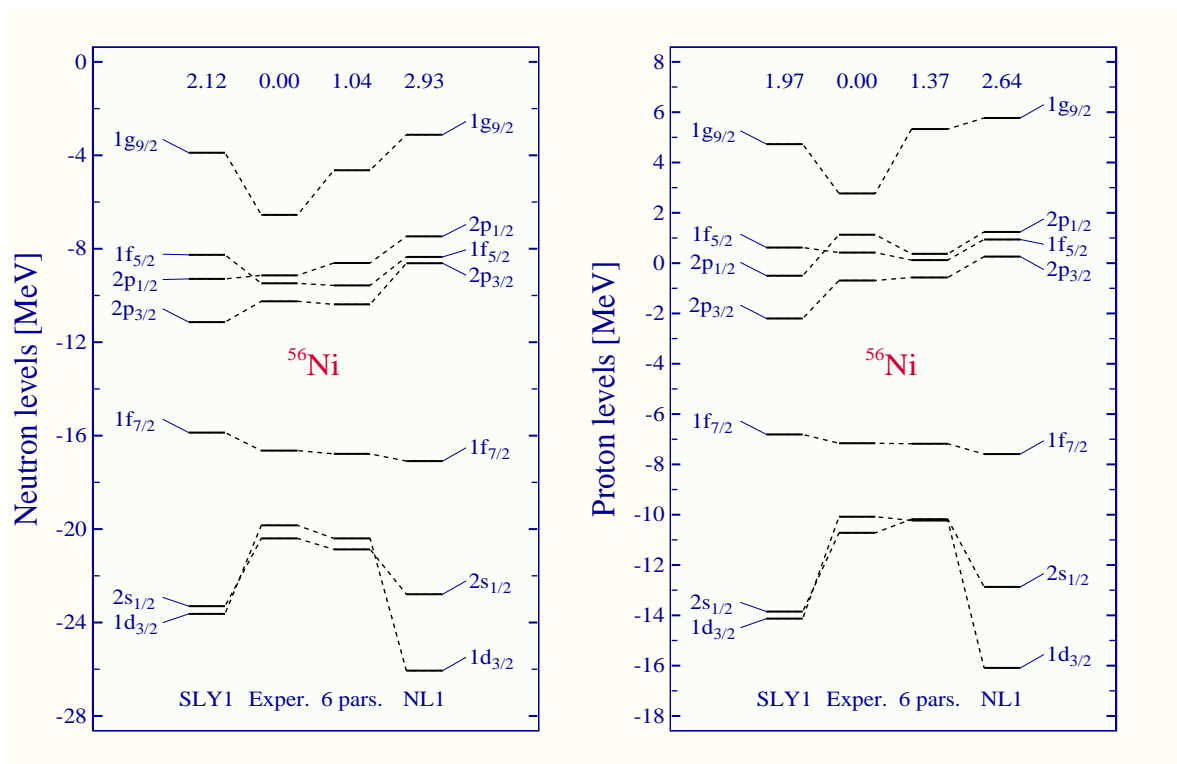 Neutron levels [MeV]
0
-4
-8
-12
-16
-20
-24
-28
2.12 0.00 1.04 2.93
1g9/2
1f5/2
2p1/2
2p3/2
1f7/2
2s1/2
1d3/2
56Ni
1g9/2
2p1/2
1f5/2
2p3/2
1f7/2
2s1/2
1d3/2
SLY1 Exper. 6 pars. NL1
Proton levels [MeV]
8
6
4
2
0
-2
-4
-6
-8
-10
-12
-14
-16
-18
1.97 0.00 1.37 2.64
1g9/2
1f5/2
2p1/2
2p3/2
1f7/2
2s1/2
1d3/2
56Ni
1g9/2
2p1/2
1f5/2
2p3/2
1f7/2
2s1/2
1d3/2
SLY1 Exper. 6 pars. NL1